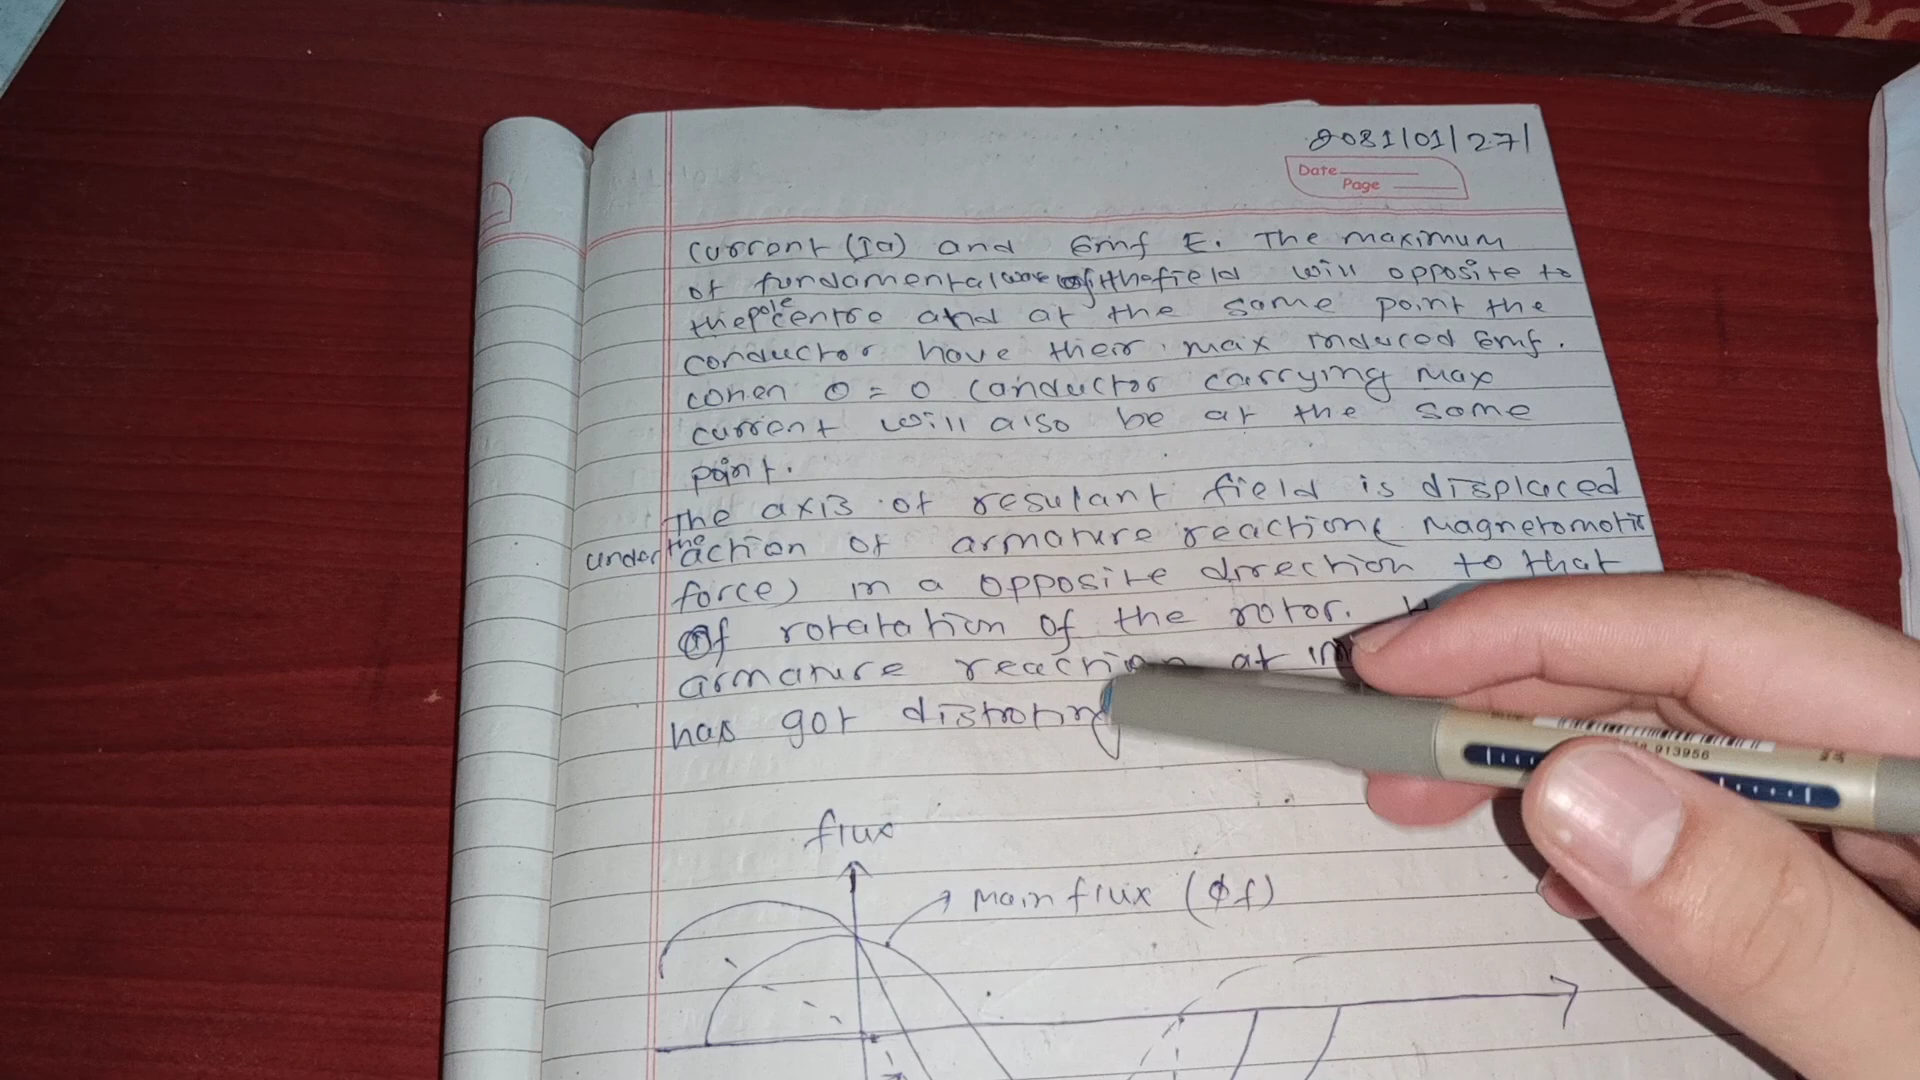 2081/01/27/
Date
Page
current (Ia) and Emf E. The maximum
of fundamental wave of the field will opposite to
the pole centre and at the same point the
conductor have their max induced Emf.
when θ = 0 conductor carrying max
current will also be at the same
point.
The axis of resulant field is displaced
under the action of armature reaction ( Magnetomotive
force) in a opposite direction to that
of rotatation of the rotor. H
armature reaction at
has got distroting
flux
Main flux (φf)
913956